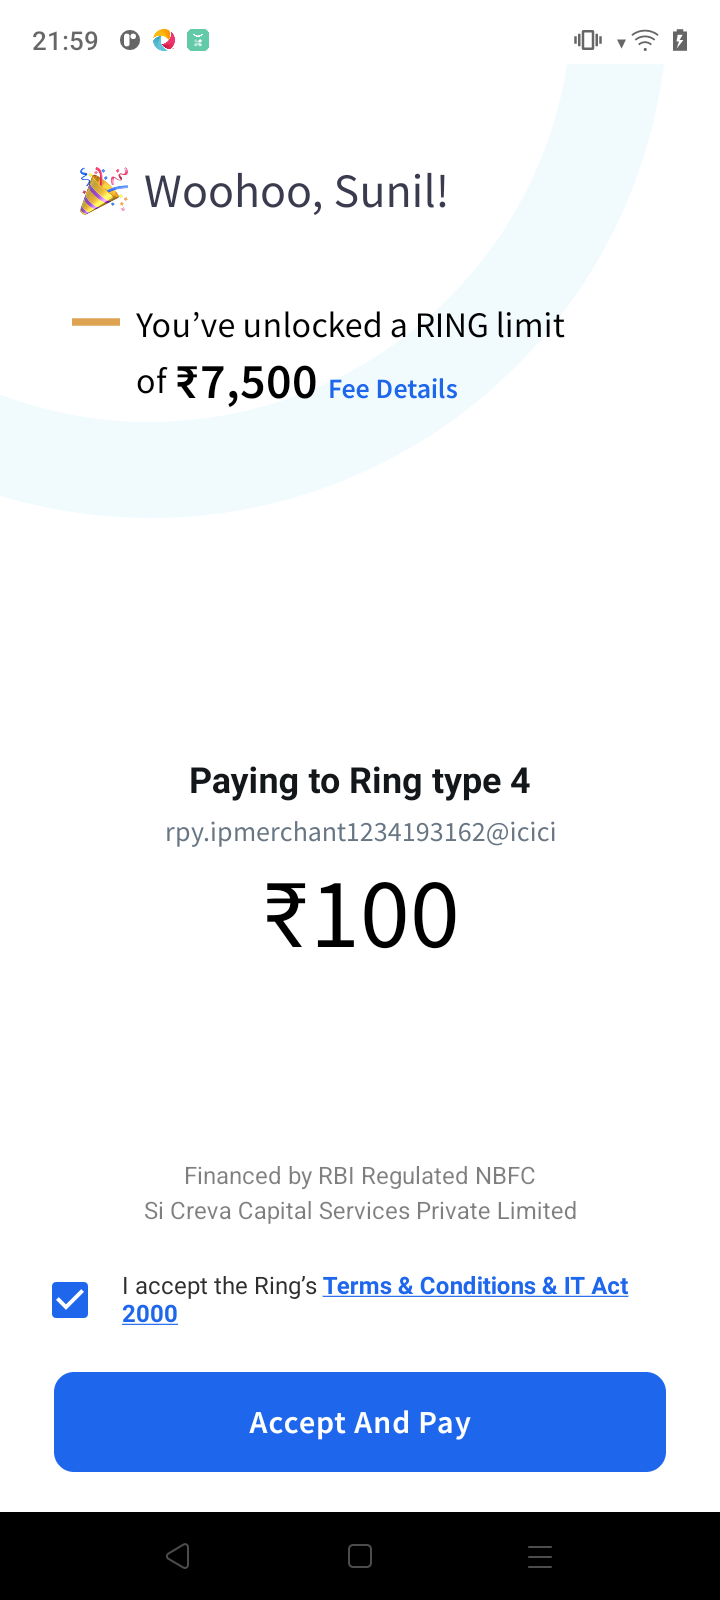 21:59
Woohoo, Sunil!
You’ve unlocked a RING limit
of ₹7,500 Fee Details
Paying to Ring type 4
rpy.ipmerchant1234193162@icici
₹100
Financed by RBI Regulated NBFC
Si Creva Capital Services Private Limited
I accept the Ring’s Terms & Conditions & IT Act
2000
Accept And Pay